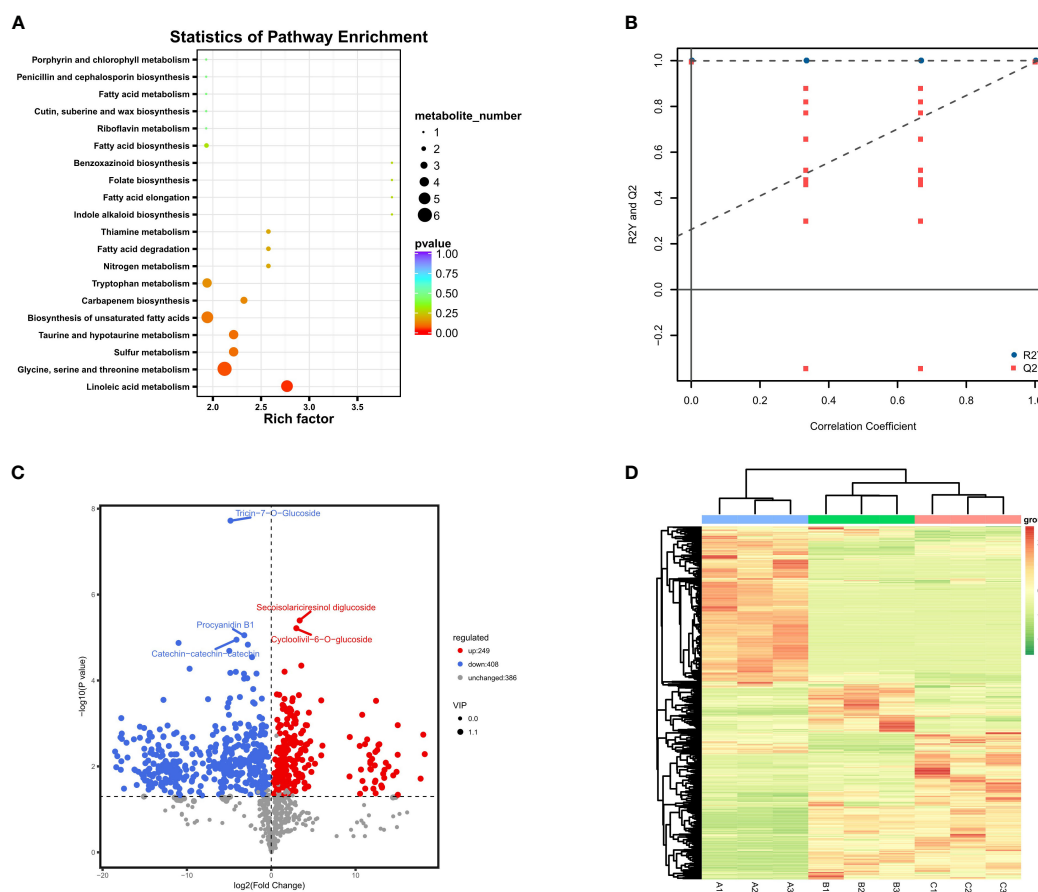 A
Statistics of Pathway Enrichment
Porphyrin and chlorophyll metabolism
Penicillin and cephalosporin biosynthesis
Fatty acid metabolism
Cutin, suberine and wax biosynthesis
Riboflavin metabolism
Fatty acid biosynthesis
Benzoxazinoid biosynthesis
Folate biosynthesis
Fatty acid elongation
Indole alkaloid biosynthesis
Thiamine metabolism
Fatty acid degradation
Nitrogen metabolism
Tryptophan metabolism
Carbapenem biosynthesis
Biosynthesis of unsaturated fatty acids
Taurine and hypotaurine metabolism
Sulfur metabolism
Glycine, serine and threonine metabolism
Linoleic acid metabolism
2.0 2.5 3.0 3.5
Rich factor
metabolite_number
1
2
3
4
5
6
pvalue
1.00
0.75
0.50
0.25
0.00
B
R2Y and Q2
1.0
0.8
0.6
0.4
0.2
0.0
−0.2
R2Y
Q2
0.0 0.2 0.4 0.6 0.8 1.0
Correlation Coefficient
C
−log10(P value)
8
6
4
2
0
Tricin−7−O−Glucoside
Secoisolariciresinol diglucoside
Procyanidin B1
Cycloolivil−6−O−glucoside
Catechin−catechin−catechin
−20 −10 0 10
log2(Fold Change)
regulated
up:249
down:408
unchanged:386
VIP
0.0
1.1
D
gro
A1 A2 A3 B1 B2 B3 C1 C2 C3